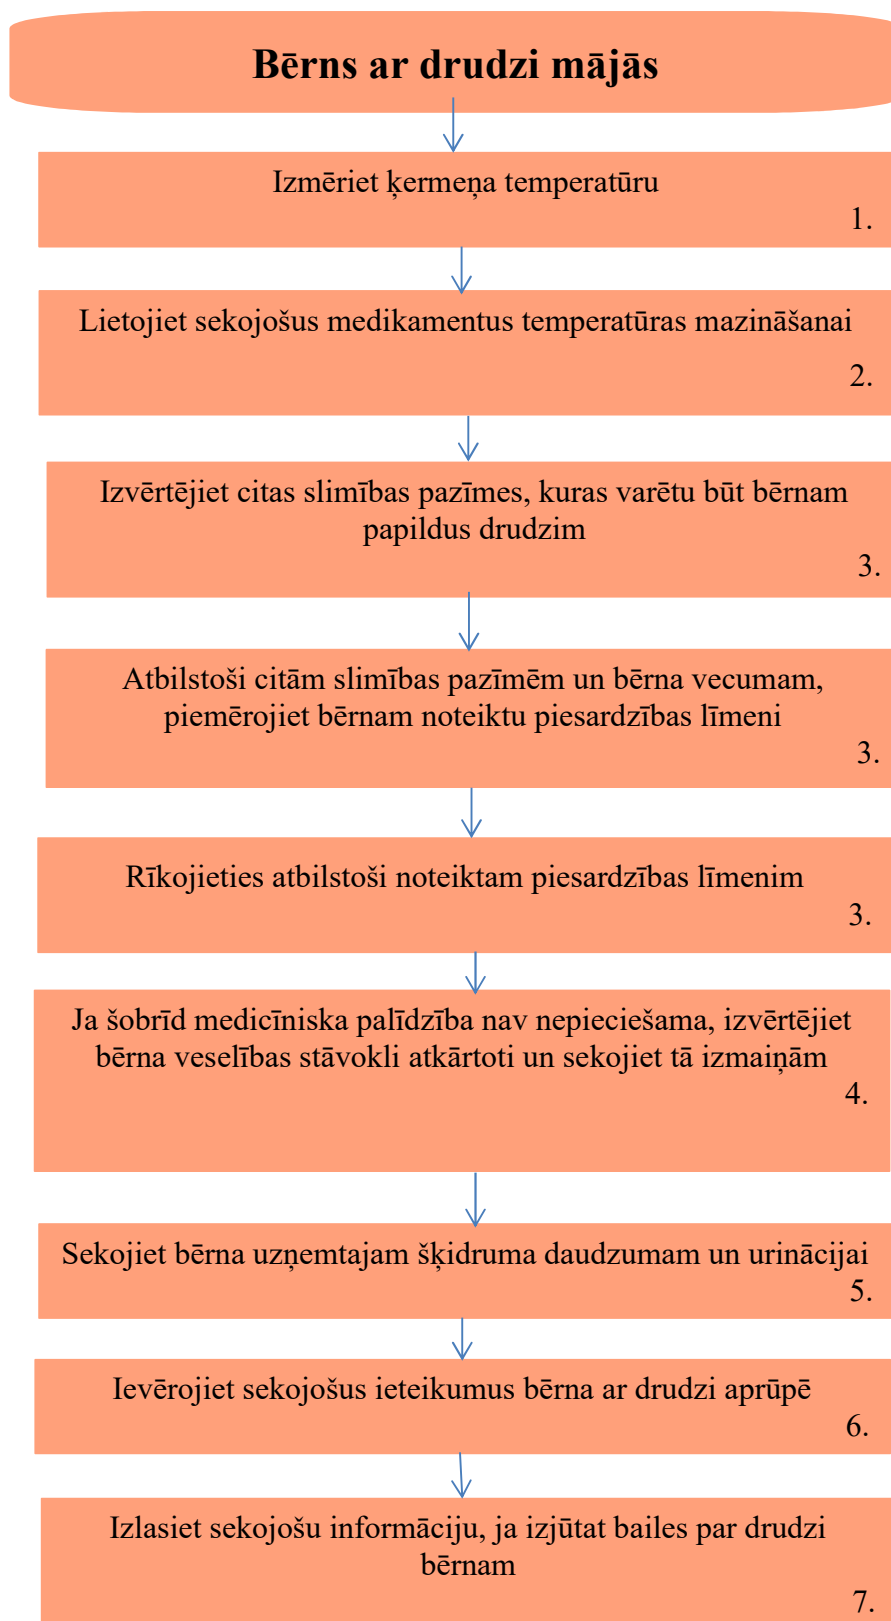 Bērns ar drudzi mājās
Izmēriet ķermeņa temperatūru
1.
Lietojiet sekojošus medikamentus temperatūras mazināšanai
2.
Izvērtējiet citas slimības pazīmes, kuras varētu būt bērnam
papildus drudzim
3.
Atbilstoši citām slimības pazīmēm un bērna vecumam,
piemērojiet bērnam noteiktu piesardzības līmeni
3.
Rīkojieties atbilstoši noteiktam piesardzības līmenim
3.
Ja šobrīd medicīniska palīdzība nav nepieciešama, izvērtējiet
bērna veselības stāvokli atkārtoti un sekojiet tā izmaiņām
4.
Sekojiet bērna uzņemtajam šķidruma daudzumam un urinācijai
5.
Ievērojiet sekojošus ieteikumus bērna ar drudzi aprūpē
6.
Izlasiet sekojošu informāciju, ja izjūtat bailes par drudzi
bērnam
7.